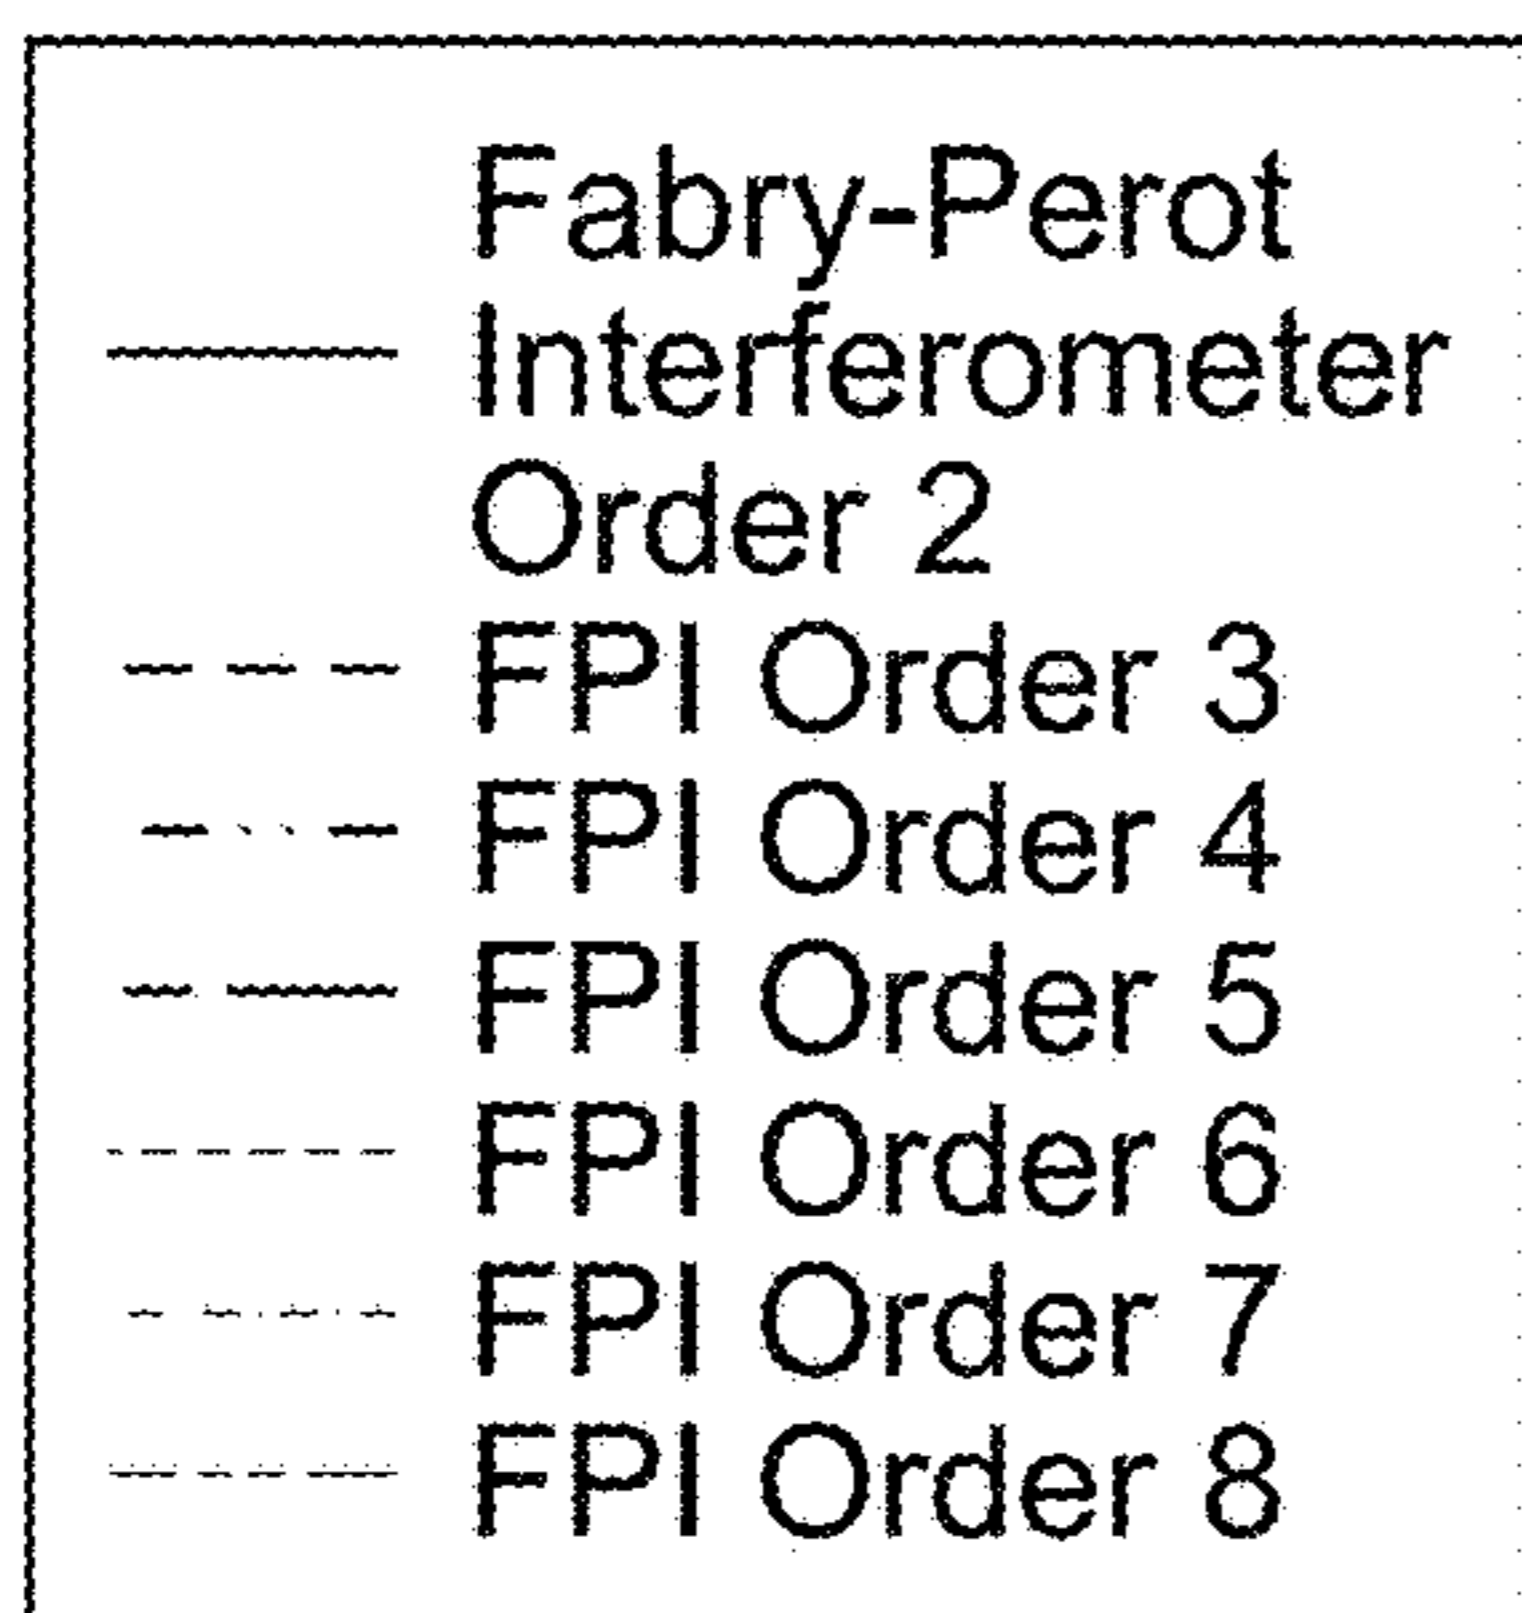 Fabry-Perot
Interferometer
Order 2
FPI Order 3
FPI Order 4
FPI Order 5
FPI Order 6
FPI Order 7
FPI Order 8